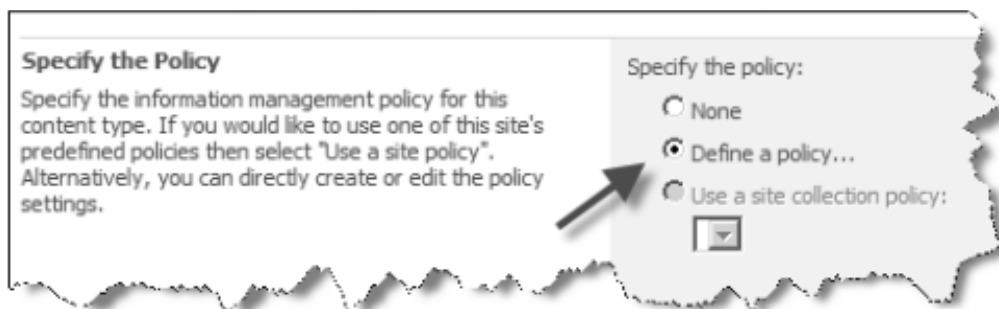 Specify the Policy
Specify the information management policy for this
content type. If you would like to use one of this site's
predefined policies then select "Use a site policy".
Alternatively, you can directly create or edit the policy
settings.
Specify the policy:
None
Define a policy...
Use a site collection policy: